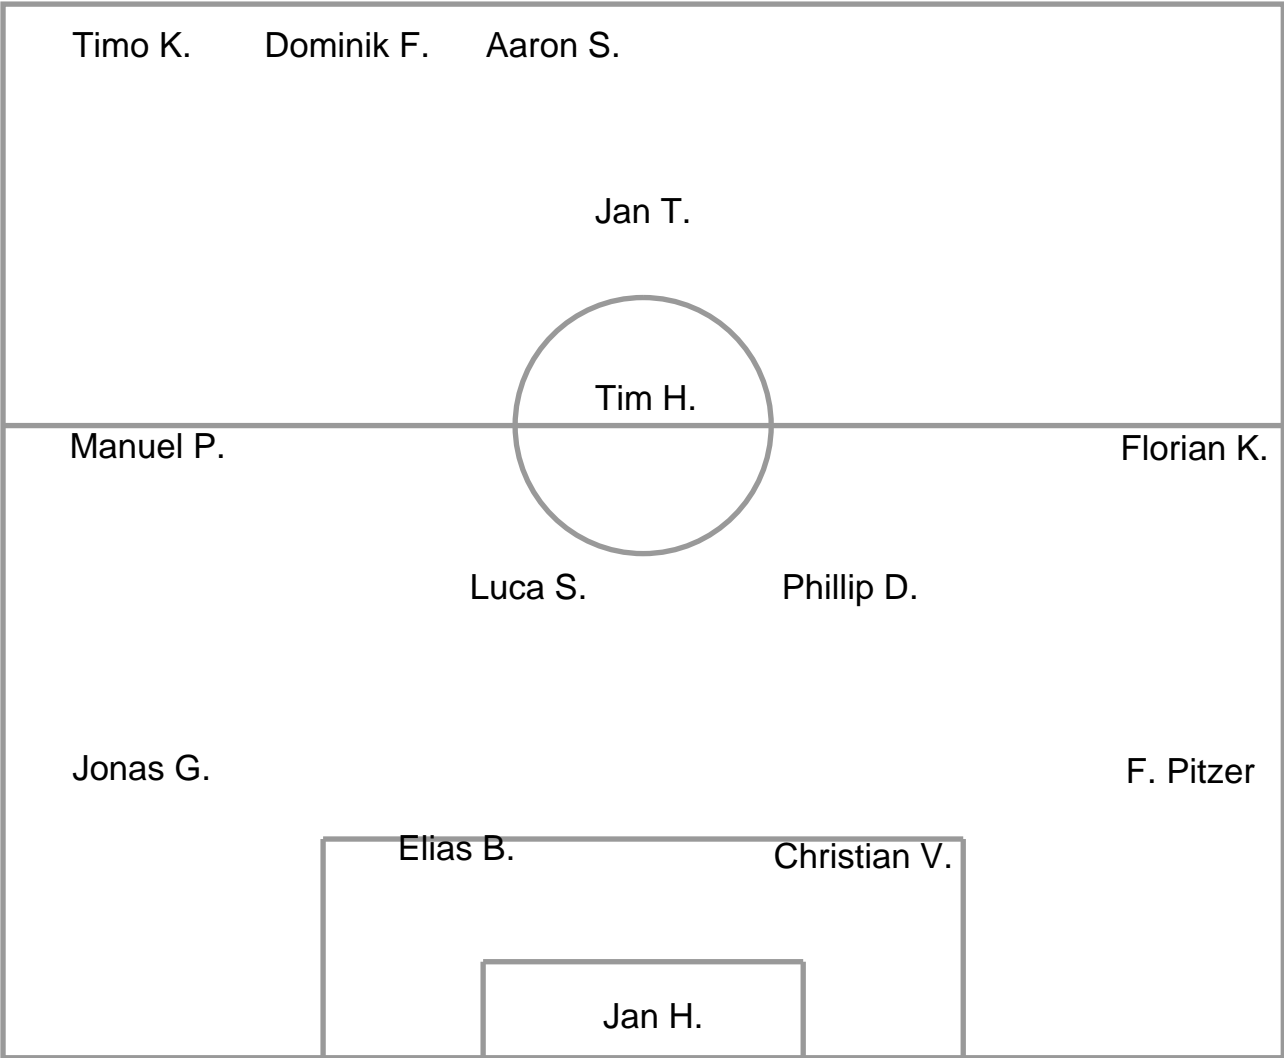 Timo K. Dominik F. Aaron S.
Jan T.
Tim H.
Manuel P. Florian K.
Luca S. Phillip D.
Jonas G. F. Pitzer
Elias B. Christian V.
Jan H.